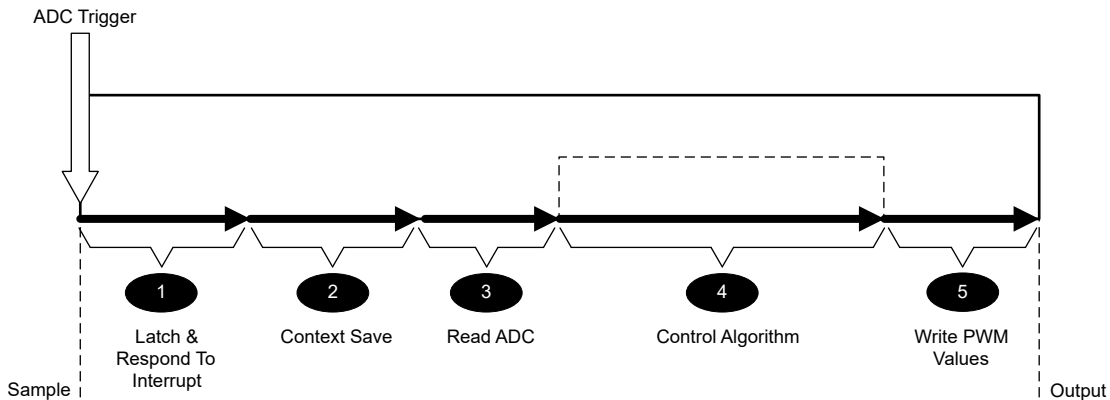 ADC Trigger
1
2
3
4
5
Latch &
Respond To
Interrupt
Context Save
Read ADC
Control Algorithm
Write PWM
Values
Sample
Output